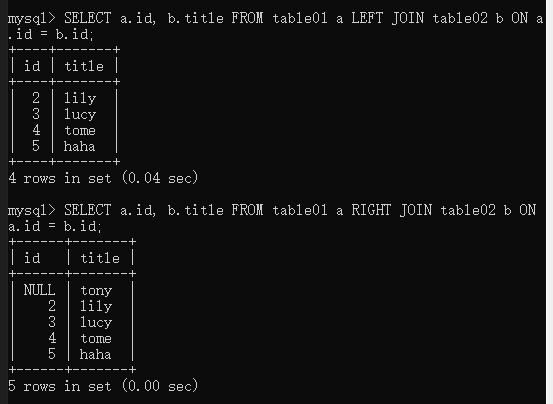 mysql> SELECT a.id, b.title FROM table01 a LEFT JOIN table02 b ON a
.id = b.id;
+----+-------+
| id | title |
+----+-------+
|  2 | lily  |
|  3 | lucy  |
|  4 | tome  |
|  5 | haha  |
+----+-------+
4 rows in set (0.04 sec)

mysql> SELECT a.id, b.title FROM table01 a RIGHT JOIN table02 b ON
a.id = b.id;
+------+-------+
| id   | title |
+------+-------+
| NULL | tony  |
|    2 | lily  |
|    3 | lucy  |
|    4 | tome  |
|    5 | haha  |
+------+-------+
5 rows in set (0.00 sec)